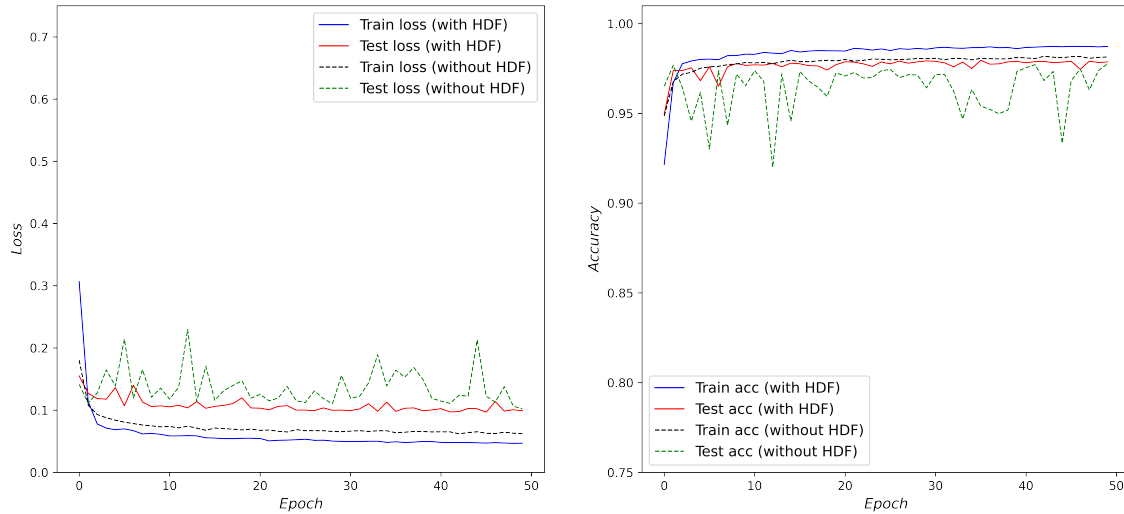 0.7
0.6
0.5
0.4
0.3
0.2
0.1
0.0
Loss
0 10 20 30 40 50
Epoch
Train loss (with HDF)
Test loss (with HDF)
Train loss (without HDF)
Test loss (without HDF)
1.00
0.95
0.90
0.85
0.80
0.75
Accuracy
0 10 20 30 40 50
Epoch
Train acc (with HDF)
Test acc (with HDF)
Train acc (without HDF)
Test acc (without HDF)